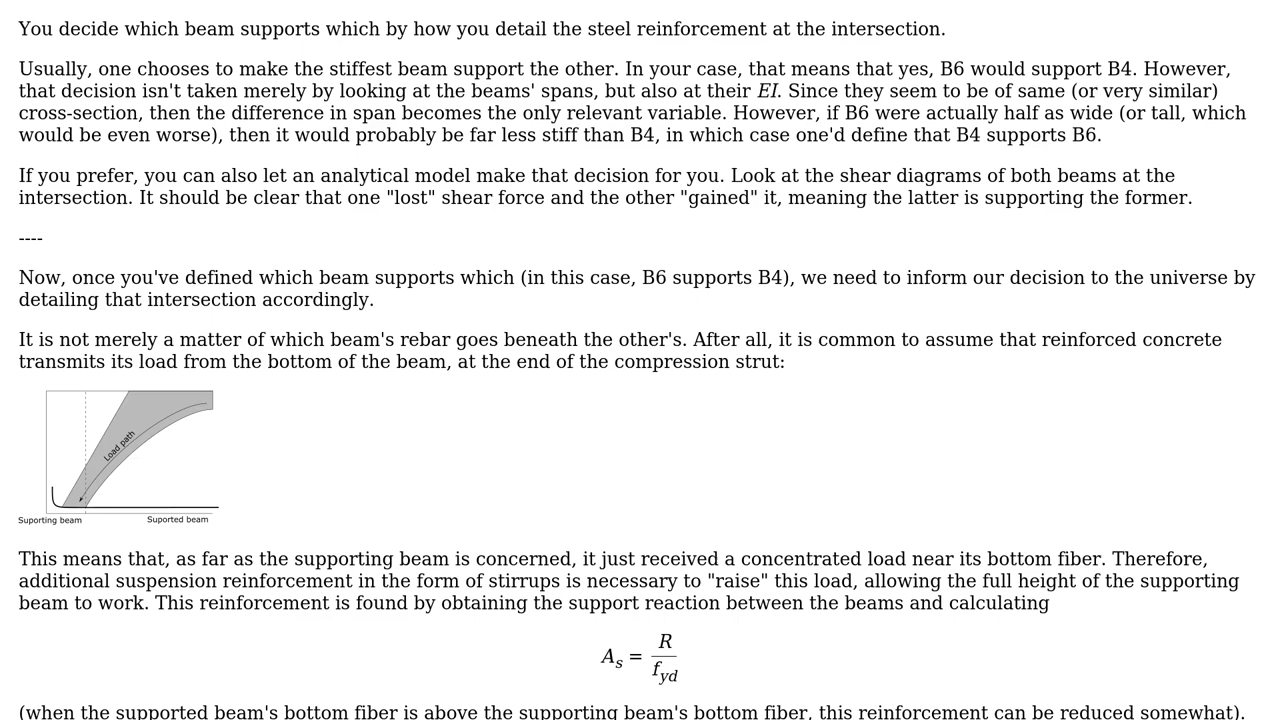 You decide which beam supports which by how you detail the steel reinforcement at the intersection.
Usually, one chooses to make the stiffest beam support the other. In your case, that means that yes, B6 would support B4. However,
that decision isn't taken merely by looking at the beams' spans, but also at their EI. Since they seem to be of same (or very similar)
cross-section, then the difference in span becomes the only relevant variable. However, if B6 were actually half as wide (or tall, which
would be even worse), then it would probably be far less stiff than B4, in which case one'd define that B4 supports B6.
If you prefer, you can also let an analytical model make that decision for you. Look at the shear diagrams of both beams at the
intersection. It should be clear that one "lost" shear force and the other "gained" it, meaning the latter is supporting the former.
----
Now, once you've defined which beam supports which (in this case, B6 supports B4), we need to inform our decision to the universe by
detailing that intersection accordingly.
It is not merely a matter of which beam's rebar goes beneath the other's. After all, it is common to assume that reinforced concrete
transmits its load from the bottom of the beam, at the end of the compression strut:
Load path
Suporting beam Suported beam
This means that, as far as the supporting beam is concerned, it just received a concentrated load near its bottom fiber. Therefore,
additional suspension reinforcement in the form of stirrups is necessary to "raise" this load, allowing the full height of the supporting
beam to work. This reinforcement is found by obtaining the support reaction between the beams and calculating
A_s = R / f_yd
(when the supported beam's bottom fiber is above the supporting beam's bottom fiber, this reinforcement can be reduced somewhat).